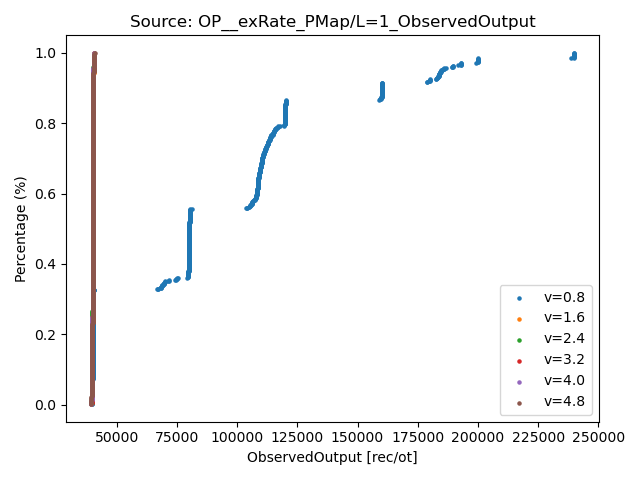 Source: OP__exRate_PMap/L=1_ObservedOutput
Percentage (%)
1.0
0.8
0.6
0.4
0.2
0.0
v=0.8
v=1.6
v=2.4
v=3.2
v=4.0
v=4.8
50000 75000 100000 125000 150000 175000 200000 225000 250000
ObservedOutput [rec/ot]